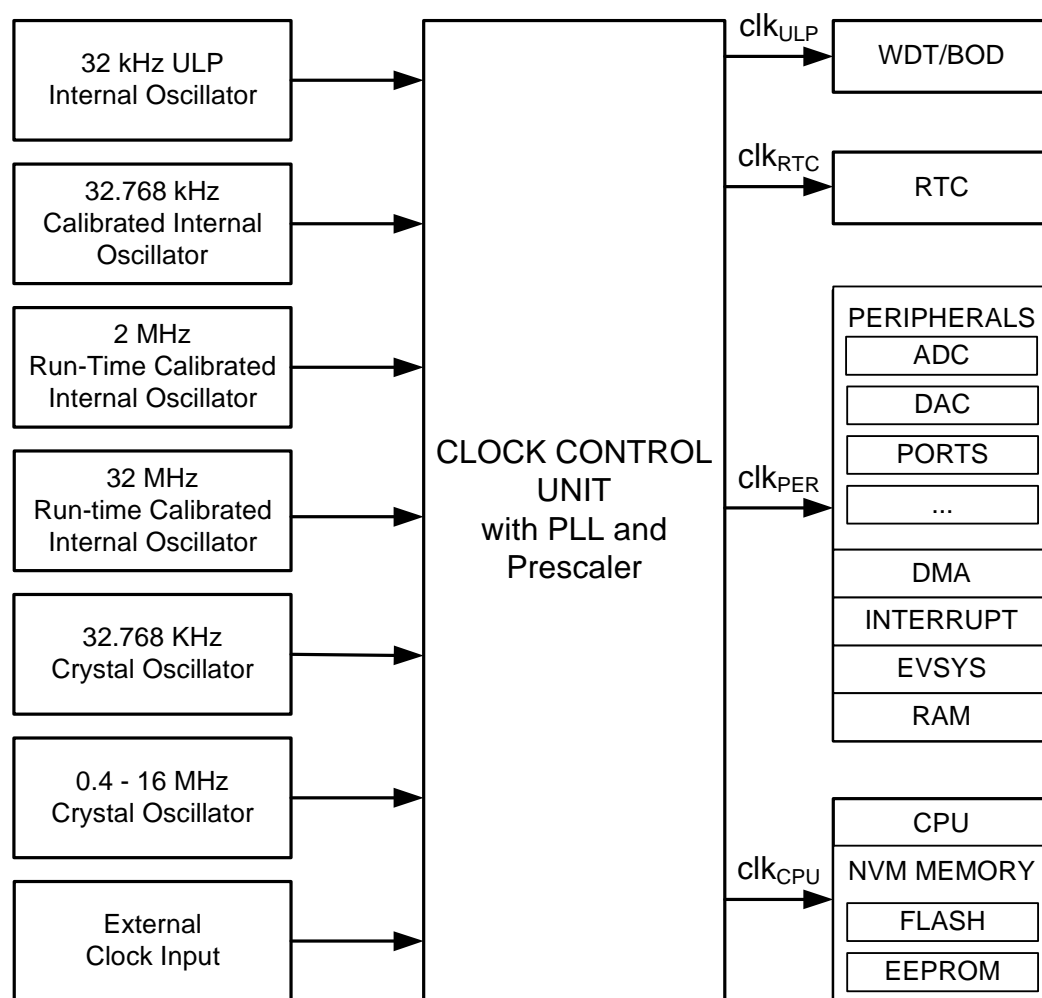 32 kHz ULP
Internal Oscillator
32.768 kHz
Calibrated Internal
Oscillator
2 MHz
Run-Time Calibrated
Internal Oscillator
32 MHz
Run-time Calibrated
Internal Oscillator
32.768 KHz
Crystal Oscillator
0.4 - 16 MHz
Crystal Oscillator
External
Clock Input
CLOCK CONTROL
UNIT
with PLL and
Prescaler
clkULP
clkRTC
clkPER
clkCPU
WDT/BOD
RTC
PERIPHERALS
ADC
DAC
PORTS
...
DMA
INTERRUPT
EVSYS
RAM
CPU
NVM MEMORY
FLASH
EEPROM